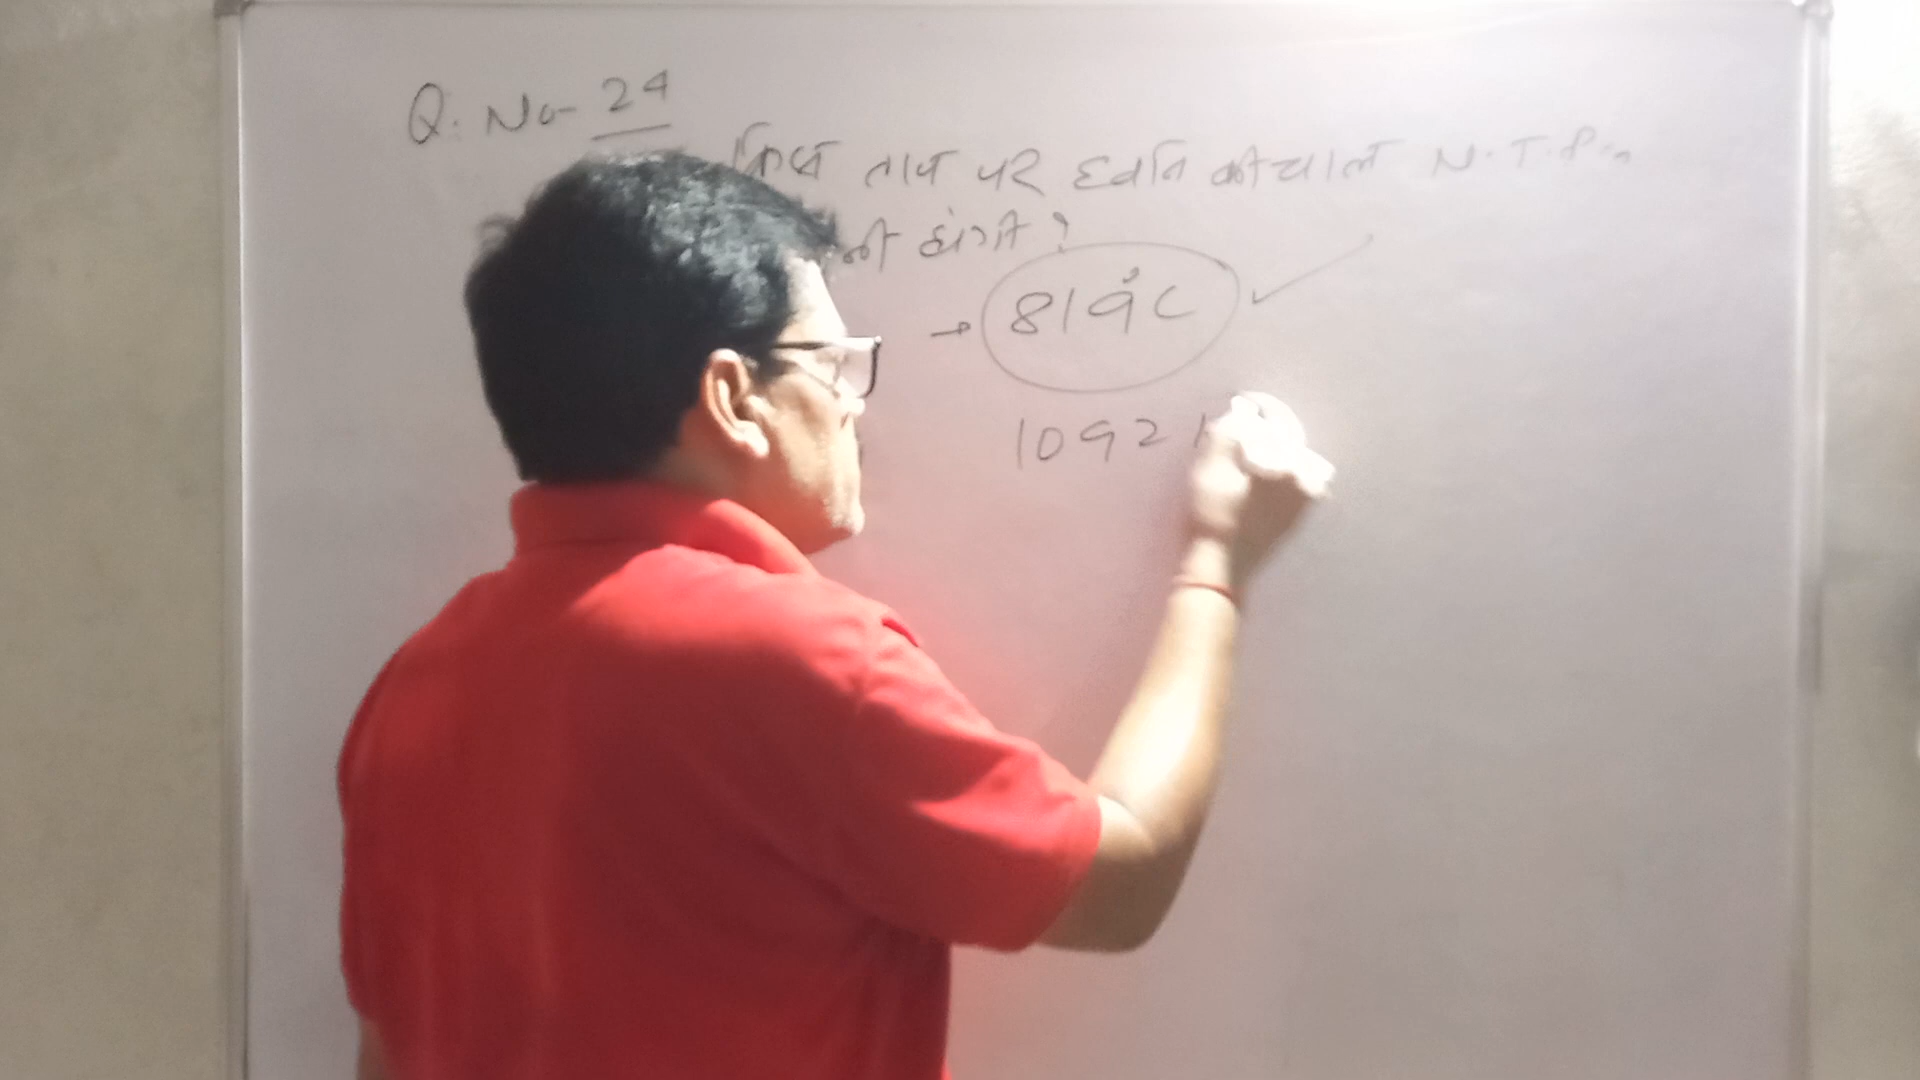 Q. No- 24
किस ताप पर ध्वनि की चाल N.T.P.
होगी ?
→ 819°C ✓
1092 K